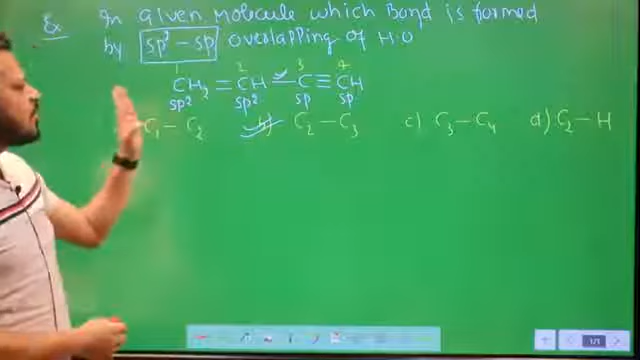 Ex In given Molecule which Bond is formed
by sp² - sp overlapping of H.O
1 2 3 4
CH₂ = CH — C ≡ CH
sp² sp² sp sp
C₁ — C₂ b) C₂ — C₃ c) C₃ — C₄ d) C₂ — H
1/1